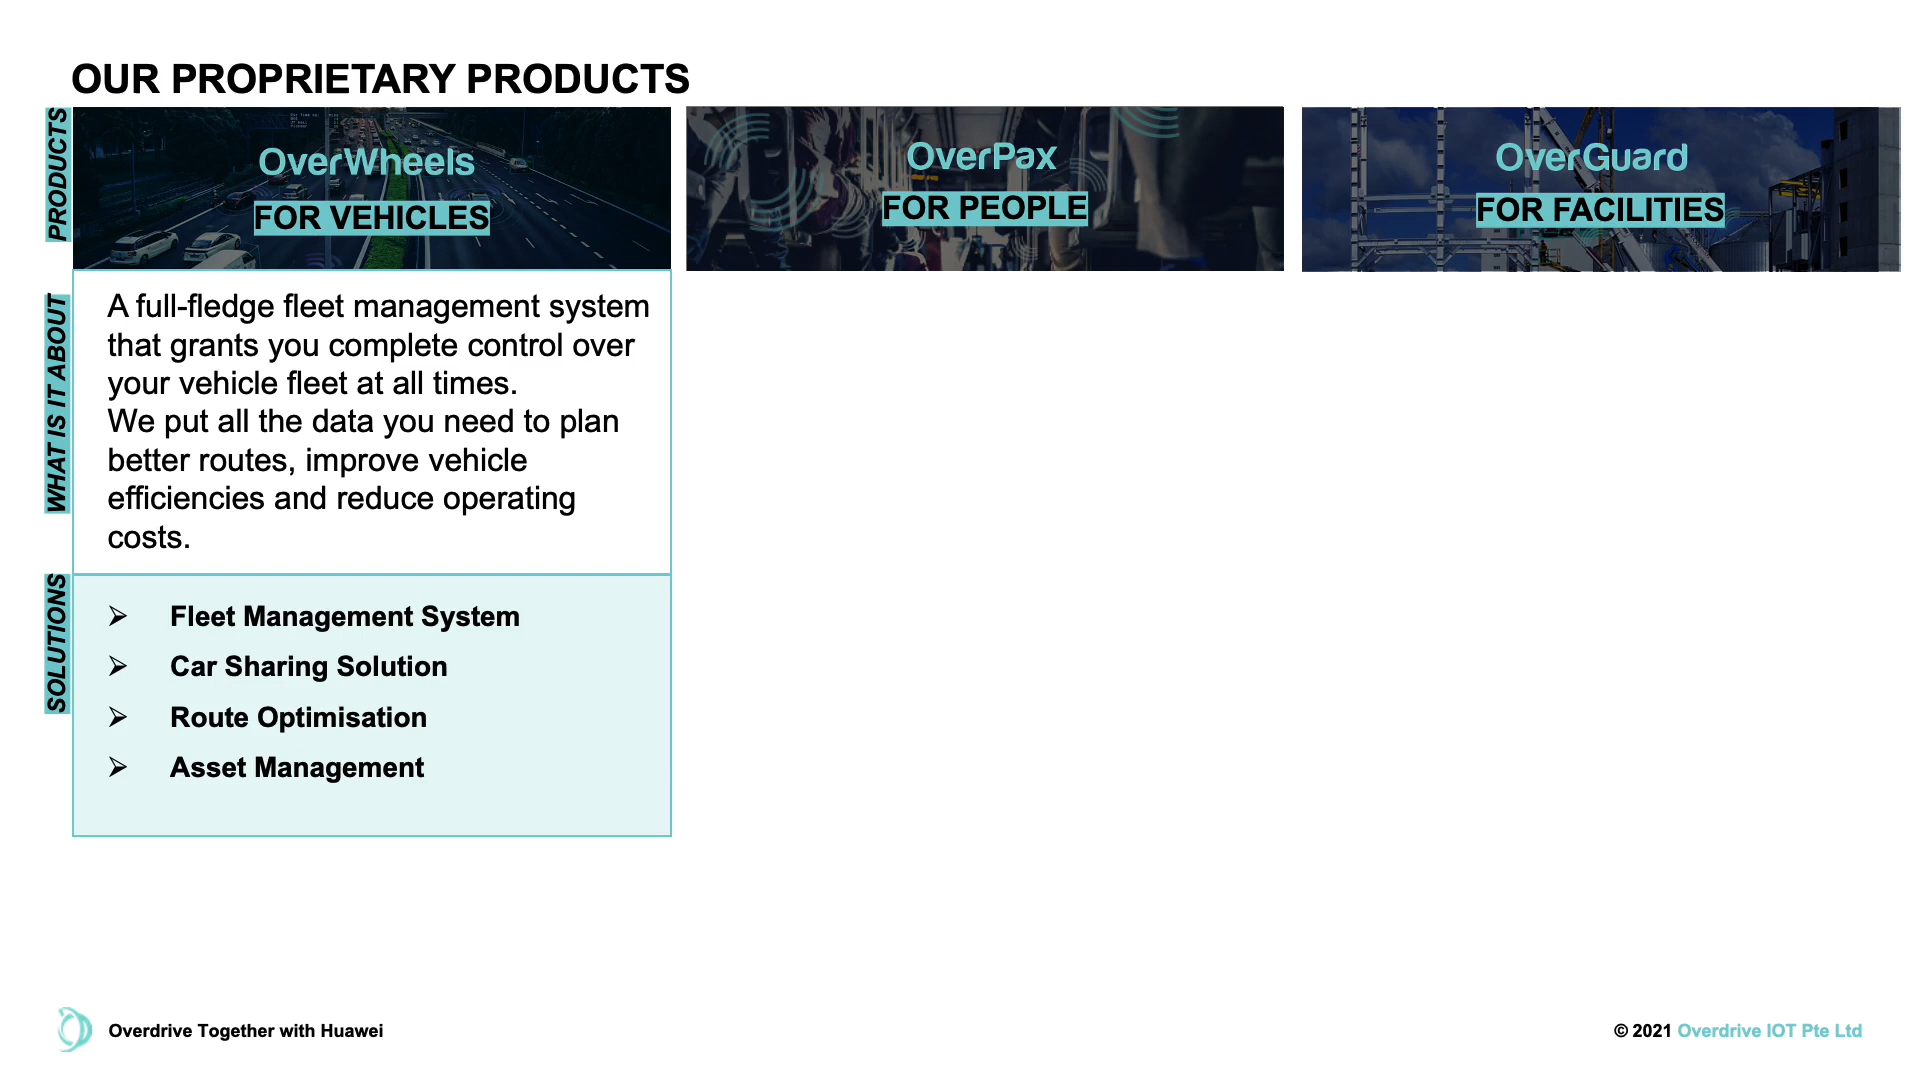 OUR PROPRIETARY PRODUCTS
PRODUCTS
OverWheels
FOR VEHICLES
OverPax
FOR PEOPLE
OverGuard
FOR FACILITIES
WHAT IS IT ABOUT
A full-fledge fleet management system
that grants you complete control over
your vehicle fleet at all times.
We put all the data you need to plan
better routes, improve vehicle
efficiencies and reduce operating
costs.
SOLUTIONS
➢ Fleet Management System
➢ Car Sharing Solution
➢ Route Optimisation
➢ Asset Management
Overdrive Together with Huawei
© 2021 Overdrive IOT Pte Ltd